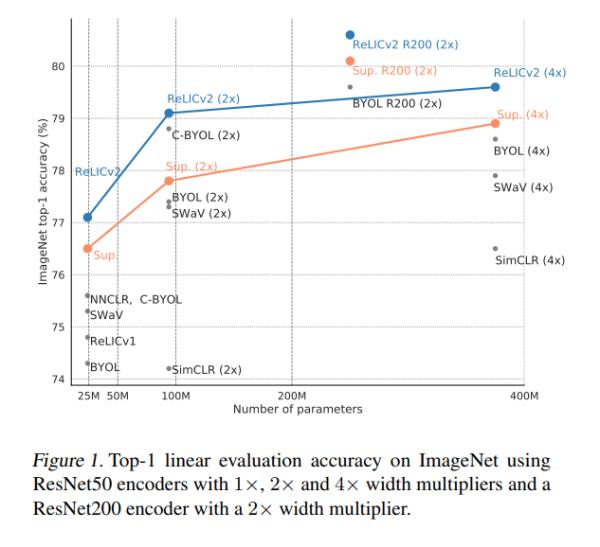 ReLICv2 R200 (2x)
80
Sup. R200 (2x)
ReLICv2 (4x)
BYOL R200 (2x)
ReLICv2 (2x)
79
Sup. (4x)
C-BYOL (2x)
BYOL (4x)
ImageNet top-1 accuracy (%)
78
ReLICv2
Sup. (2x)
SWaV (4x)
BYOL (2x)
SWaV (2x)
77
Sup.
SimCLR (4x)
76
NNCLR, C-BYOL
SWaV
75
ReLICv1
BYOL
SimCLR (2x)
74
25M 50M 100M 200M 400M
Number of parameters
Figure 1. Top-1 linear evaluation accuracy on ImageNet using
ResNet50 encoders with 1×, 2× and 4× width multipliers and a
ResNet200 encoder with a 2× width multiplier.